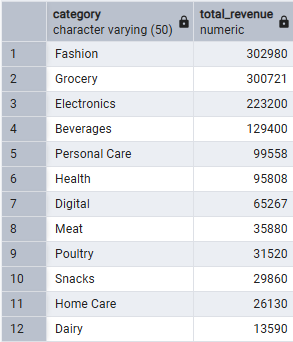 category
character varying (50)
total_revenue
numeric
1 Fashion 302980
2 Grocery 300721
3 Electronics 223200
4 Beverages 129400
5 Personal Care 99558
6 Health 95808
7 Digital 65267
8 Meat 35880
9 Poultry 31520
10 Snacks 29860
11 Home Care 26130
12 Dairy 13590